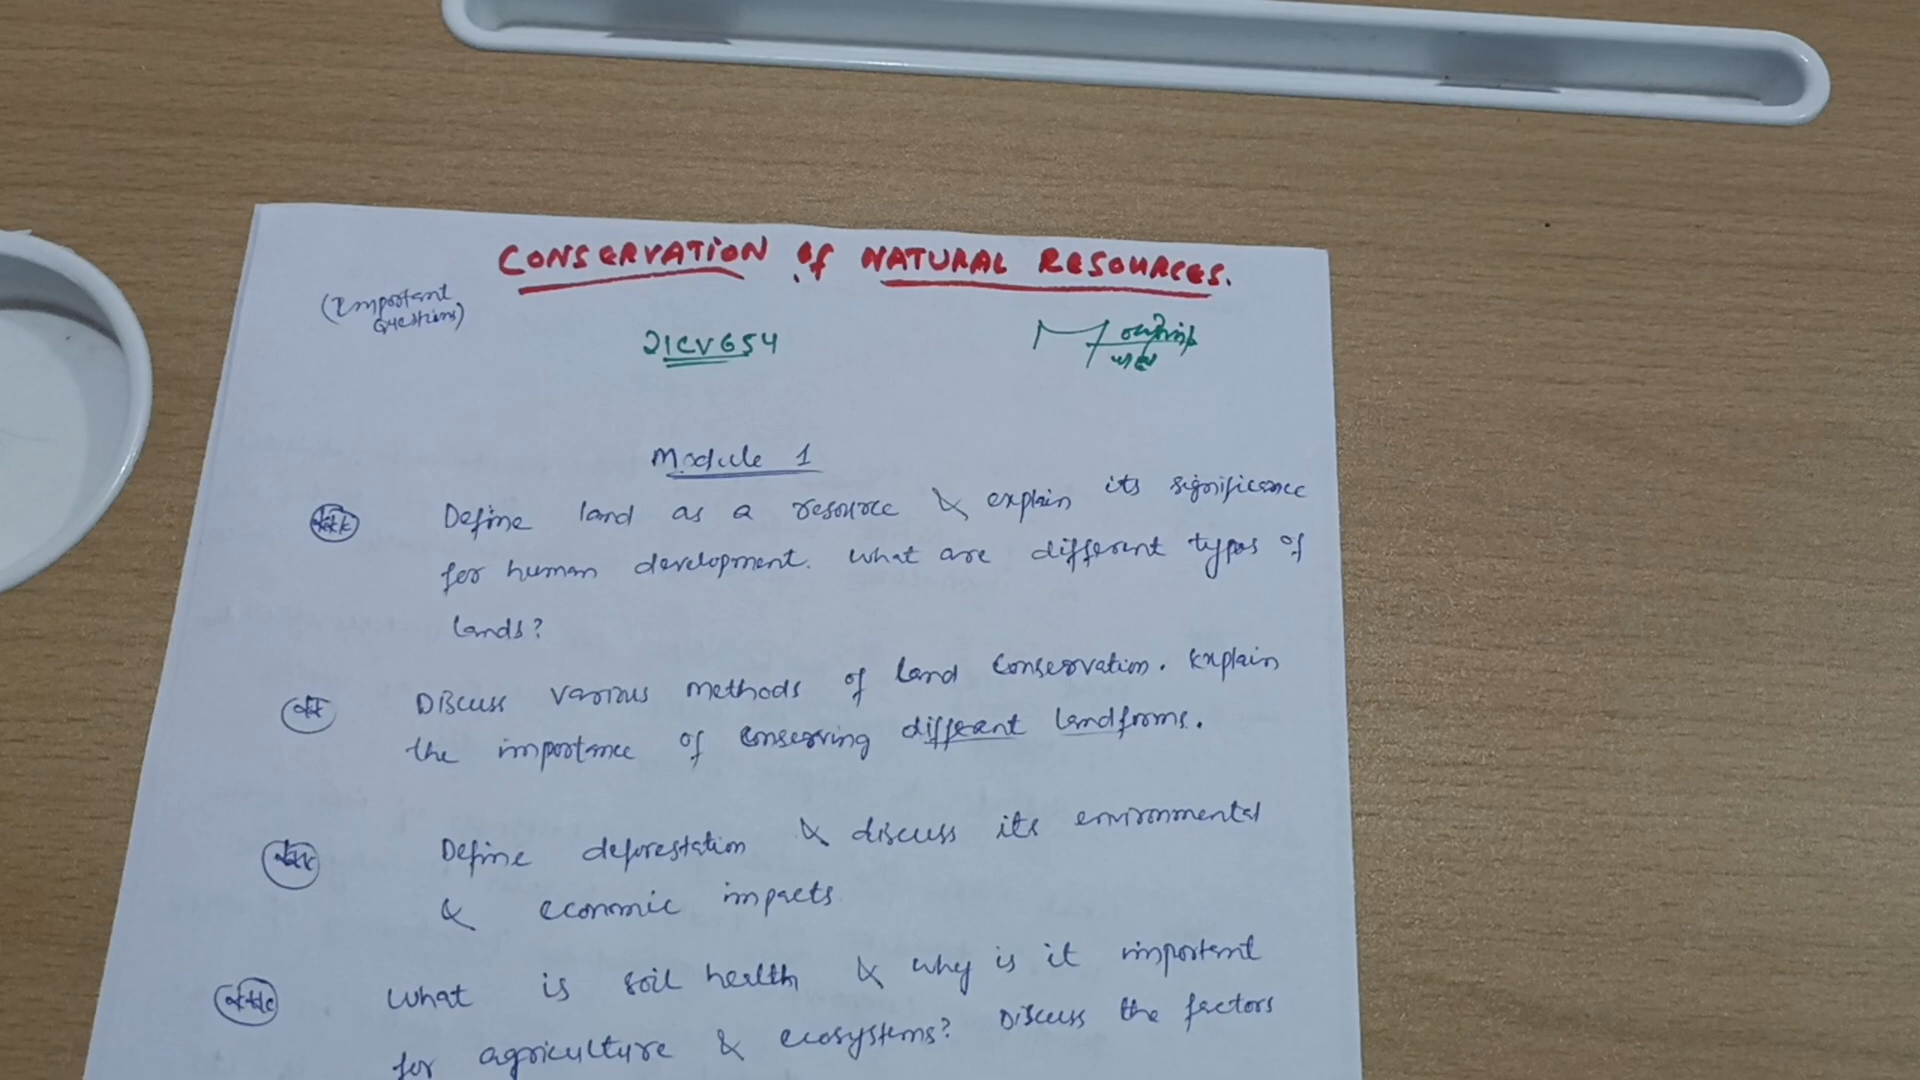 CONSERVATION of NATURAL RESOURCES.
(Important
Questions)
21CV654
Module 1
Define land as a resource & explain its significance
for human development. What are different types of
lands?
Discuss various methods of land conservation. Explain
the importance of conserving different landforms.
Define deforestation & discuss its environmental
& economic impacts.
What is soil health & why is it important
for agriculture & ecosystems? Discuss the factors